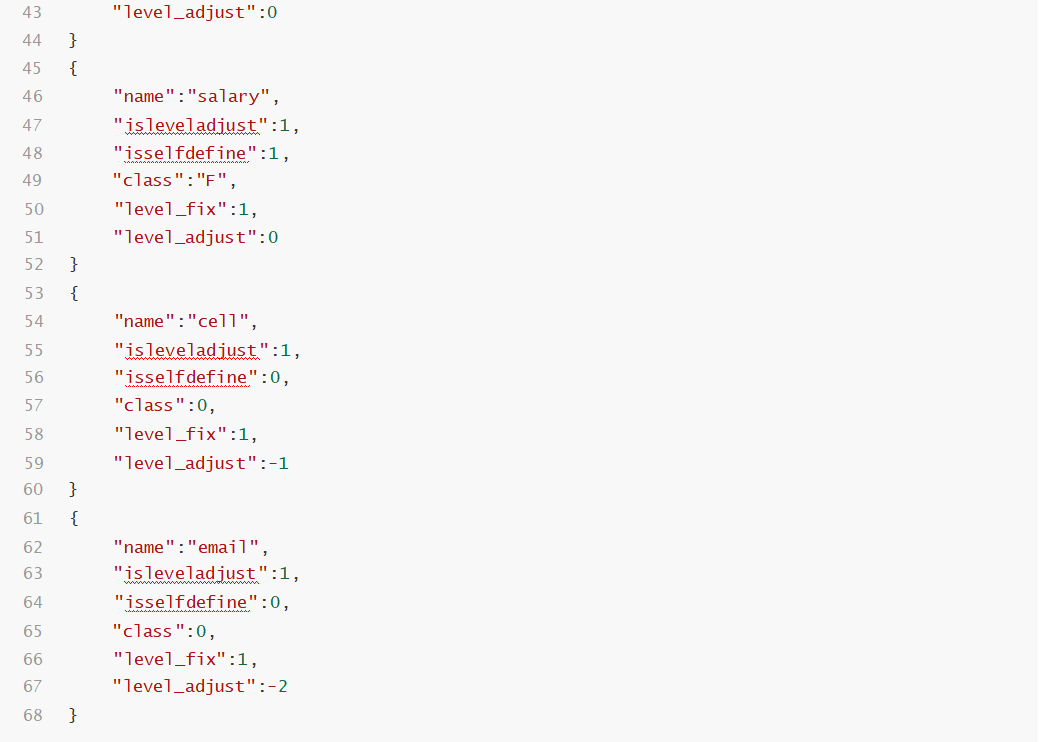 43 "level_adjust":0
44 }
45 {
46 "name":"salary",
47 "isleveladjust":1,
48 "isselfdefine":1,
49 "class":"F",
50 "level_fix":1,
51 "level_adjust":0
52 }
53 {
54 "name":"cell",
55 "isleveladjust":1,
56 "isselfdefine":0,
57 "class":0,
58 "level_fix":1,
59 "level_adjust":-1
60 }
61 {
62 "name":"email",
63 "isleveladjust":1,
64 "isselfdefine":0,
65 "class":0,
66 "level_fix":1,
67 "level_adjust":-2
68 }